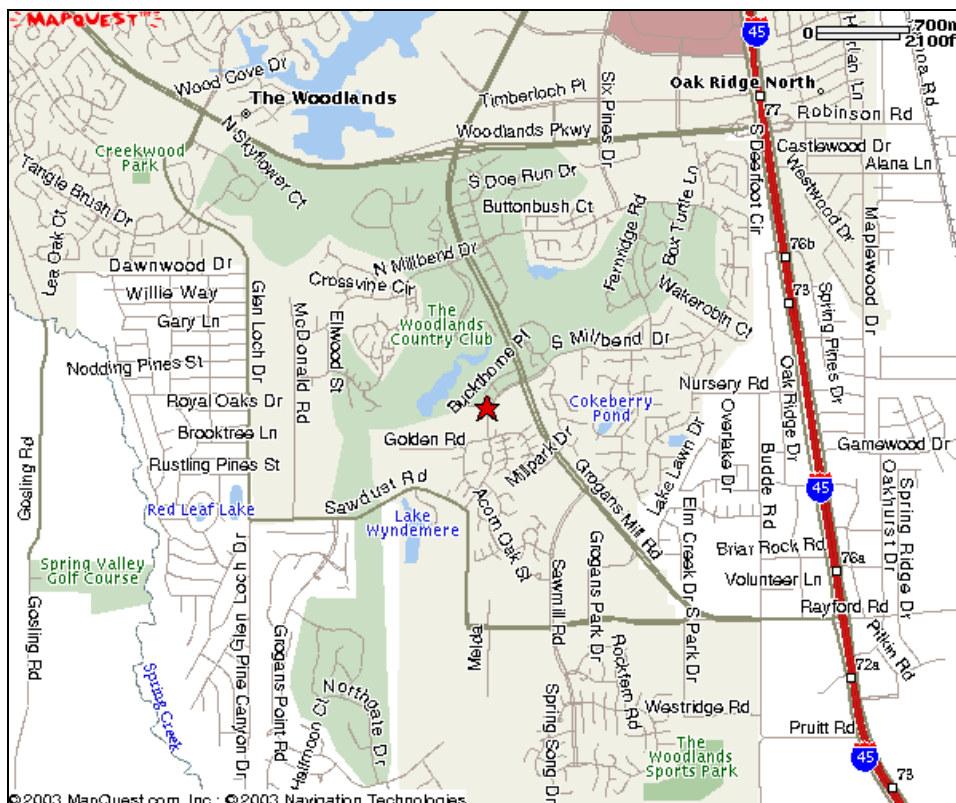 MAPQUEST
45
0 700m
2100ft
Wood Cove Dr
The Woodlands
Timberloch Pl
Six Pines Dr
Oak Ridge North
Robinson Rd
77
Woodlands Pkwy
N Skyflower Ct
Creekwood
Park
Tangle Brush Dr
Lea Oak Ct
S Doe Run Dr
Buttonbush Ct
S Deerfoot Cir
Castlewood Dr
Alana Ln
Westwood Dr
Maplewood Dr
Fernridge Rd
Box Turtle Ln
Wakerobin Ct
N Millbend Dr
Crossvine Cir
76b
73
Dawnwood Dr
Willie Way
Gary Ln
Nodding Pines St
Royal Oaks Dr
Brooktree Ln
Rustling Pines St
Glen Loch Dr
McDonald Rd
Ellwood St
The
Woodlands
Country Club
Buckthorne Pl
S Millbend Dr
Spring Pines Dr
Oak Ridge Dr
Nursery Rd
Cokeberry
Pond
Golden Rd
Millpark Dr
Overlake Dr
Budde Rd
Gamewood Dr
Oakhurst Dr
Spring Ridge Dr
Gosling Rd
Red Leaf Lake
Sawdust Rd
Lake
Wyndemere
Acorn Oak St
Grogans Mill Rd
Lake Lawn Dr
45
Elm Creek Dr
Briar Rock Rd
76a
Volunteer Ln
Rayford Rd
Spring Valley
Golf Course
Gosling Rd
Spring Creek
Glen Loch Dr
Pine Canyon Dr
Grogans Point Rd
Halfmoon Ct
Northgate Dr
Sawmill Rd
Grogans Park Dr
S Park Dr
Rockfern Rd
Spring Song Dr
Westridge Rd
Pitkin Rd
72a
Pruitt Rd
The
Woodlands
Sports Park
45
73
©2003 MapQuest.com, Inc.; ©2003 Navigation Technologies